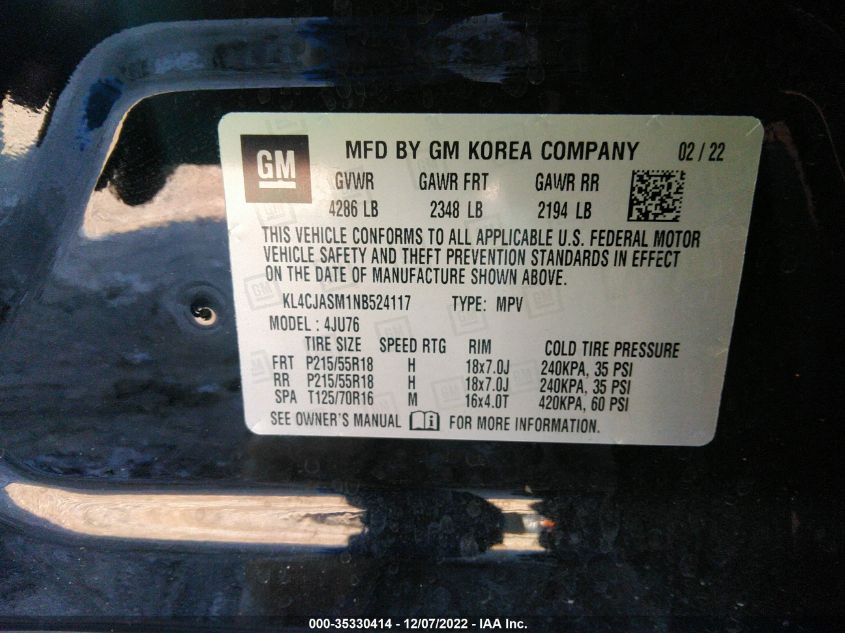 GM
MFD BY GM KOREA COMPANY 02 / 22
GVWR GAWR FRT GAWR RR
4286 LB 2348 LB 2194 LB
THIS VEHICLE CONFORMS TO ALL APPLICABLE U.S. FEDERAL MOTOR
VEHICLE SAFETY AND THEFT PREVENTION STANDARDS IN EFFECT
ON THE DATE OF MANUFACTURE SHOWN ABOVE.
KL4CJASM1NB524117 TYPE: MPV
MODEL : 4JU76
TIRE SIZE SPEED RTG RIM COLD TIRE PRESSURE
FRT P215/55R18 H 18x7.0J 240KPA, 35 PSI
RR P215/55R18 H 18x7.0J 240KPA, 35 PSI
SPA T125/70R16 M 16x4.0T 420KPA, 60 PSI
SEE OWNER'S MANUAL FOR MORE INFORMATION.
000-35330414 - 12/07/2022 - IAA Inc.